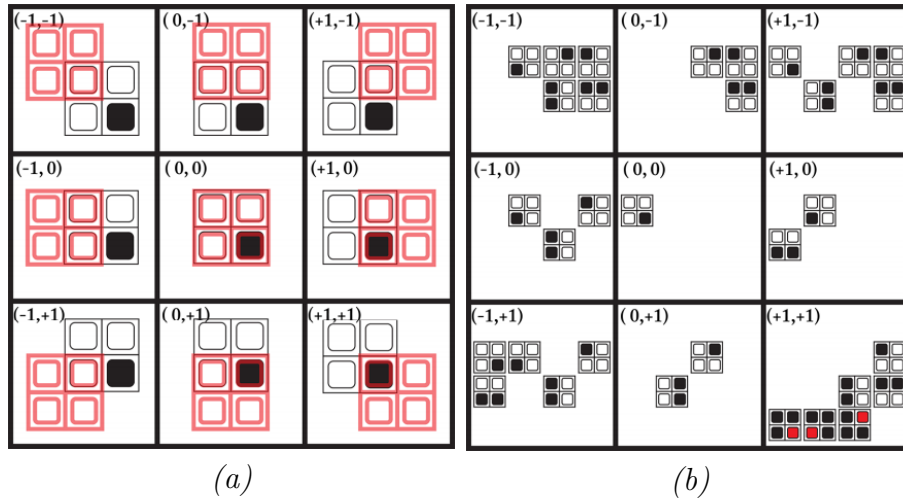 (-1,-1) ( 0,-1) (+1,-1) (-1,-1) ( 0,-1) (+1,-1)
(-1, 0) ( 0, 0) (+1, 0) (-1, 0) ( 0, 0) (+1, 0)
(-1,+1) ( 0,+1) (+1,+1) (-1,+1) ( 0,+1) (+1,+1)
(a) (b)